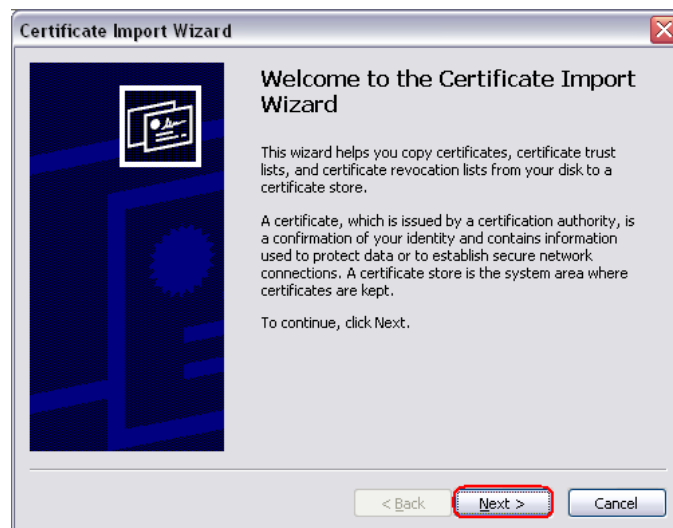 Certificate Import Wizard
Welcome to the Certificate Import
Wizard
This wizard helps you copy certificates, certificate trust
lists, and certificate revocation lists from your disk to a
certificate store.
A certificate, which is issued by a certification authority, is
a confirmation of your identity and contains information
used to protect data or to establish secure network
connections. A certificate store is the system area where
certificates are kept.
To continue, click Next.
< Back Next > Cancel